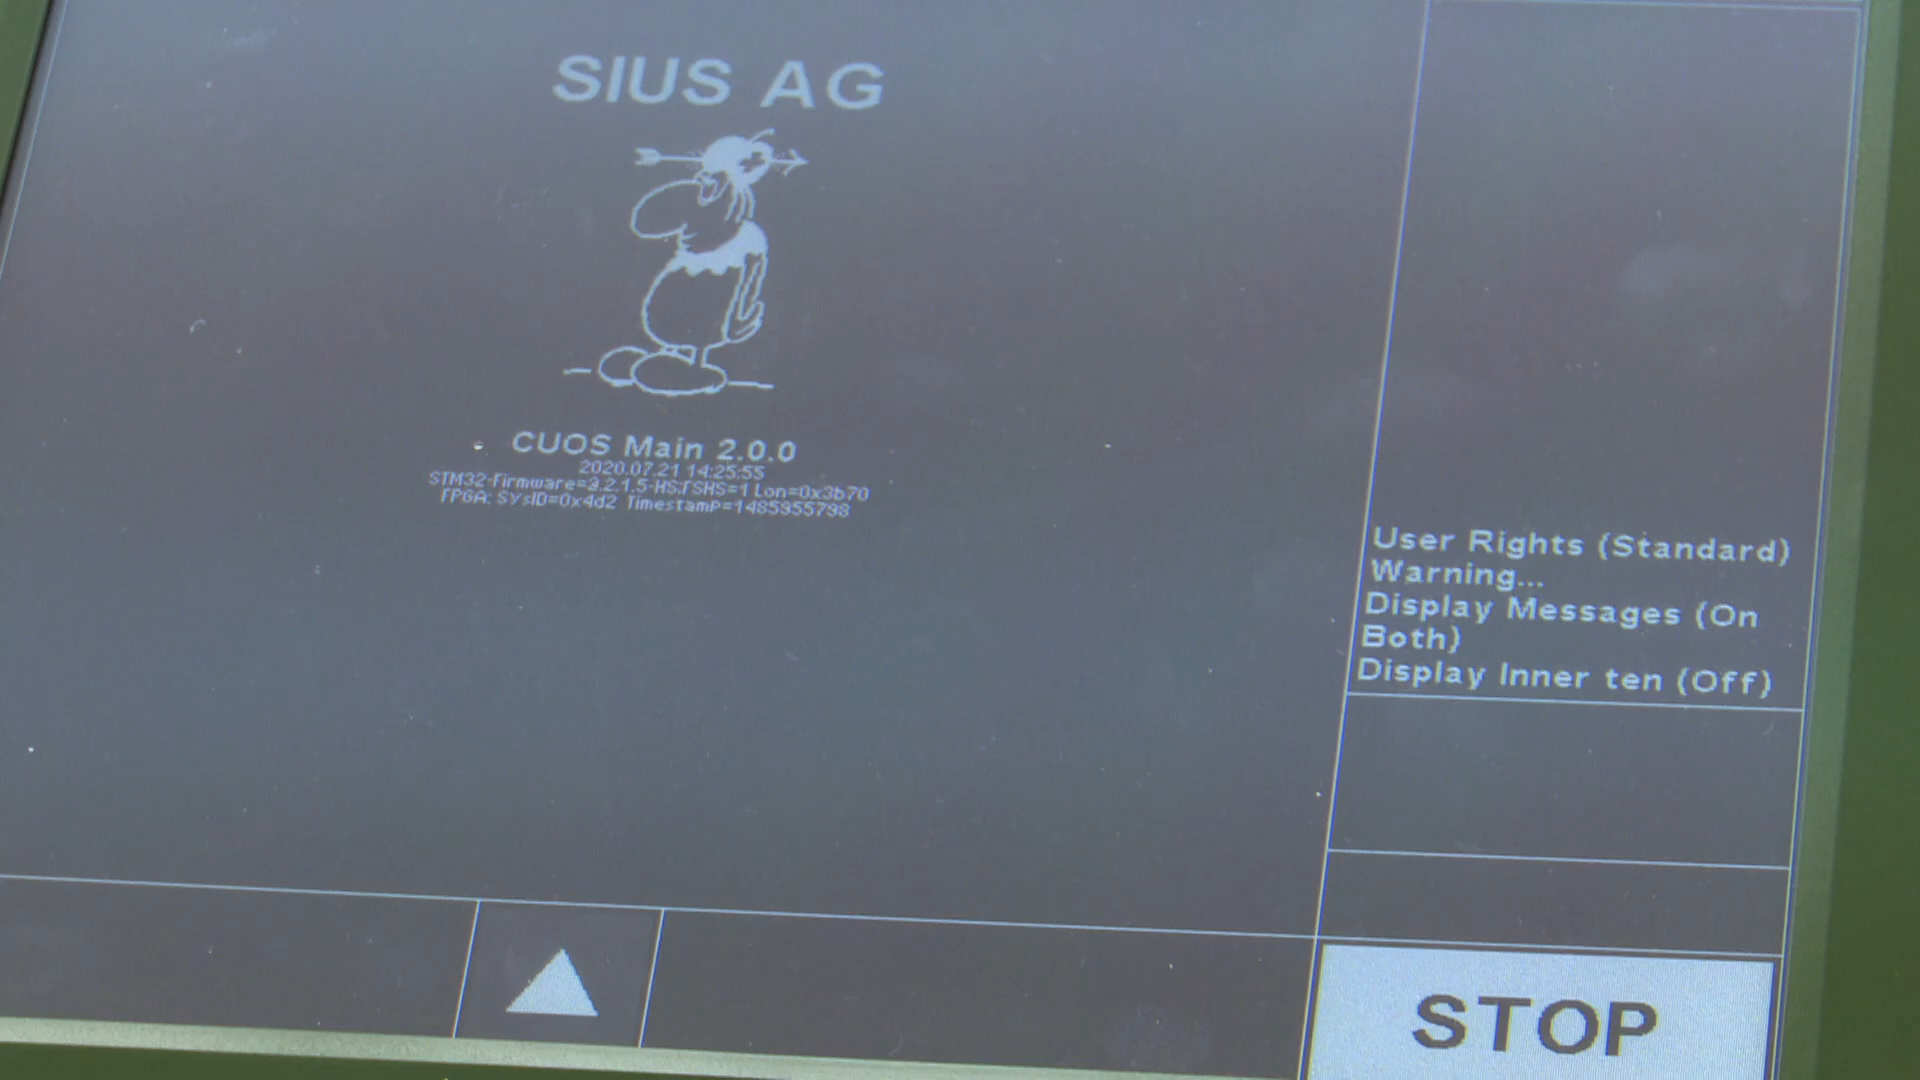 SIUS AG
CUOS Main 2.0.0
2020.07.21 14:25:55
STM32-Firmware=3.2.1.5-HS;FSHS=1 Lon=0x3b70
FPGA: SysID=0x4d2 Timestamp=1485955798
User Rights (Standard)
Warning...
Display Messages (On
Both)
Display Inner ten (Off)
STOP